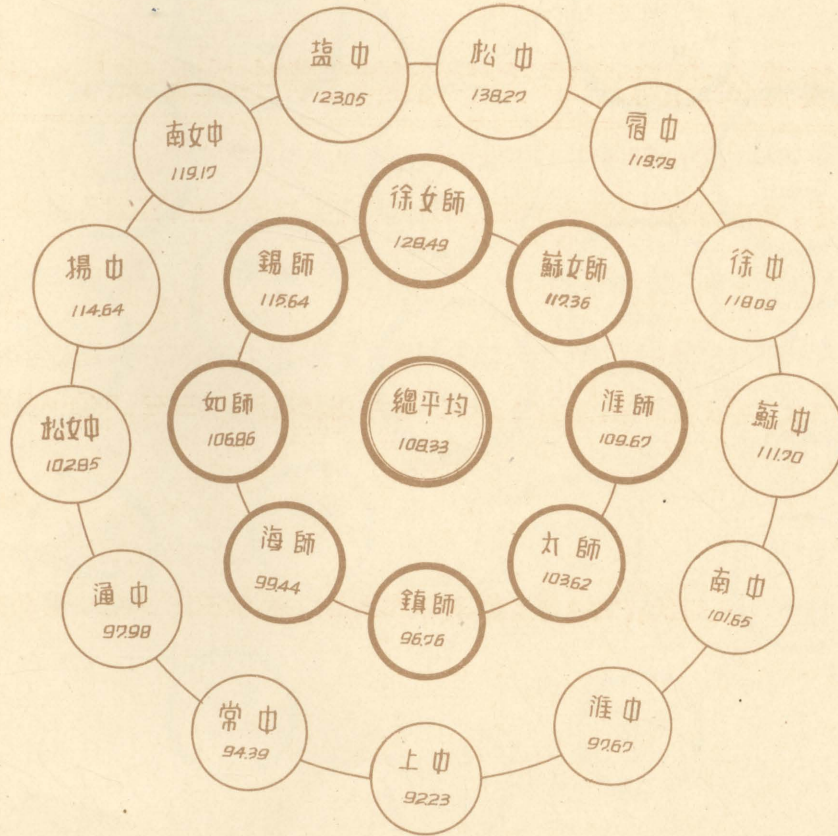 塩中
123.05
松中
138.27
南女中
119.17
宿中
119.79
徐女師
128.49
錫師
115.64
蘇女師
117.36
揚中
114.64
徐中
118.09
如師
106.86
總平均
108.33
淮師
109.67
松女中
102.85
蘇中
111.70
海師
99.44
太師
103.62
通中
97.98
鎮師
96.76
南中
101.65
常中
94.39
上中
92.23
淮中
97.67